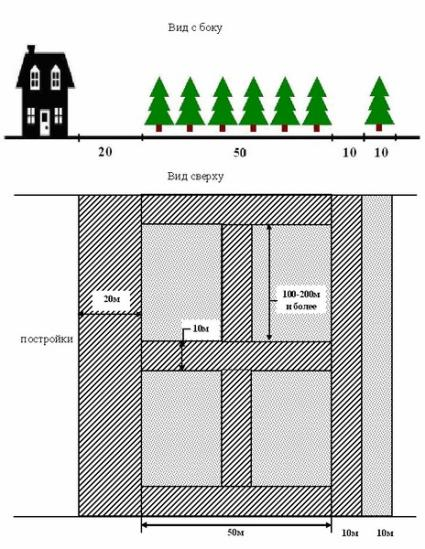 Вид с боку
20 50 10 10
Вид сверху
20м
100-200м
и более
10м
постройки
50м 10м 10м